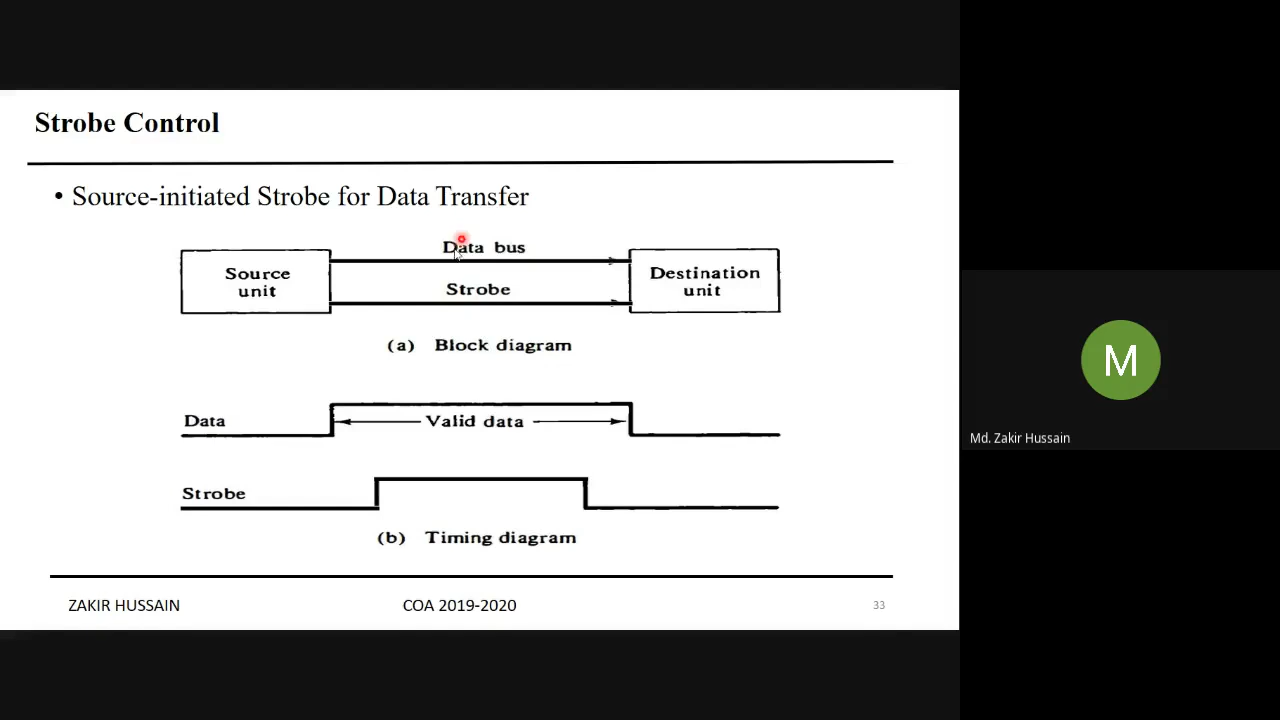 Strobe Control
• Source-initiated Strobe for Data Transfer
Data bus
Source
unit
Strobe
Destination
unit
(a) Block diagram
Data
Valid data
Strobe
(b) Timing diagram
ZAKIR HUSSAIN
COA 2019-2020
33
M
Md. Zakir Hussain